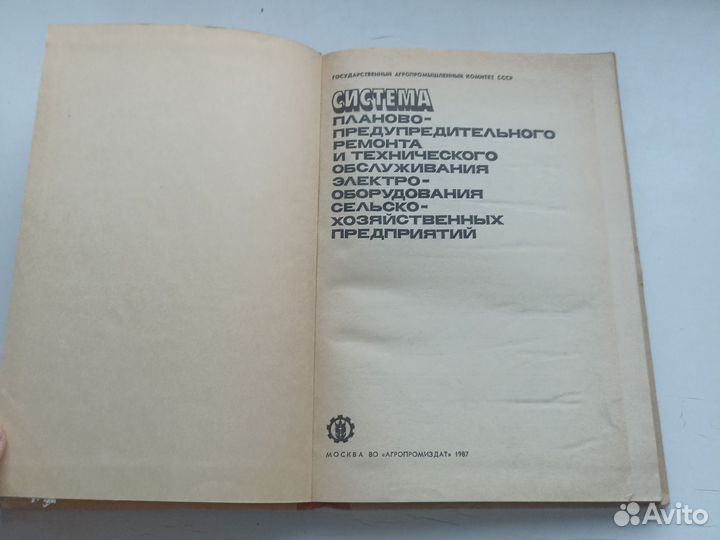 ГОСУДАРСТВЕННЫЙ АГРОПРОМЫШЛЕННЫЙ КОМИТЕТ СССР
СИСТЕМА
ПЛАНОВО-
ПРЕДУПРЕДИТЕЛЬНОГО
РЕМОНТА
И ТЕХНИЧЕСКОГО
ОБСЛУЖИВАНИЯ
ЭЛЕКТРО-
ОБОРУДОВАНИЯ
СЕЛЬСКО-
ХОЗЯЙСТВЕННЫХ
ПРЕДПРИЯТИЙ
МОСКВА ВО «АГРОПРОМИЗДАТ» 1987
Avito